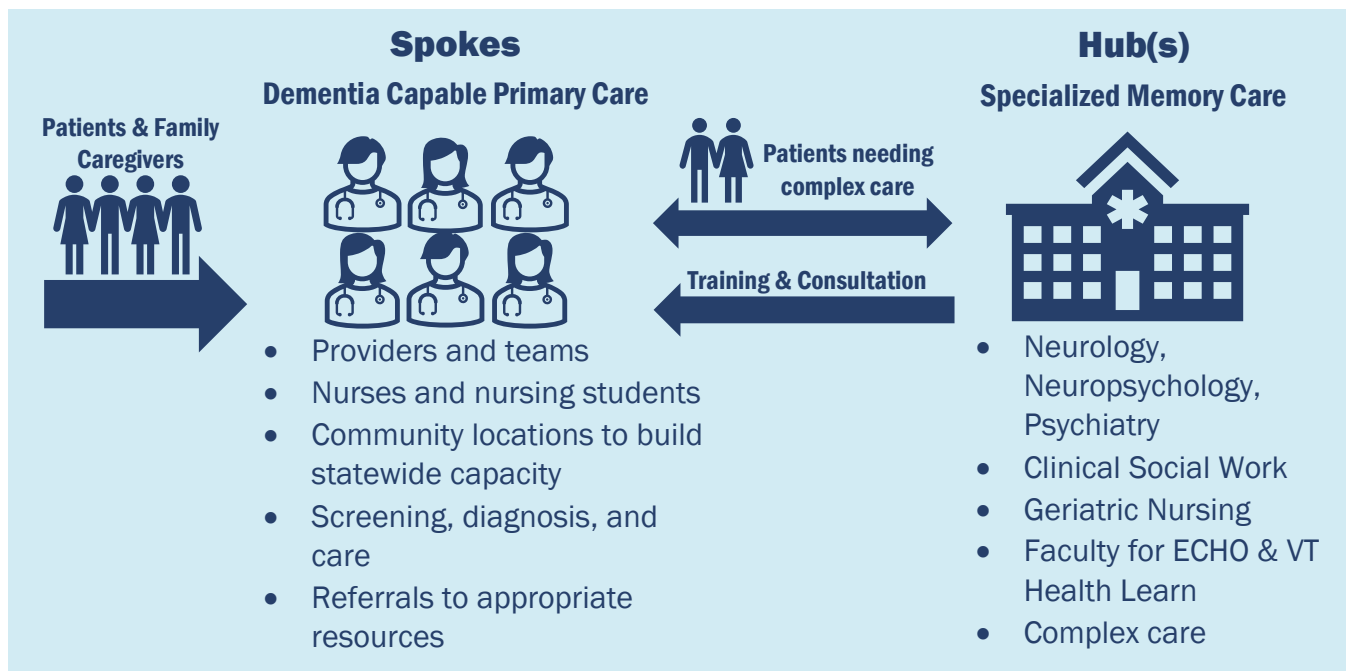 Spokes
Dementia Capable Primary Care
Patients & Family
Caregivers
• Providers and teams
• Nurses and nursing students
• Community locations to build
statewide capacity
• Screening, diagnosis, and
care
• Referrals to appropriate
resources
Patients needing
complex care
Training & Consultation
Hub(s)
Specialized Memory Care
• Neurology,
Neuropsychology,
Psychiatry
• Clinical Social Work
• Geriatric Nursing
• Faculty for ECHO & VT
Health Learn
• Complex care